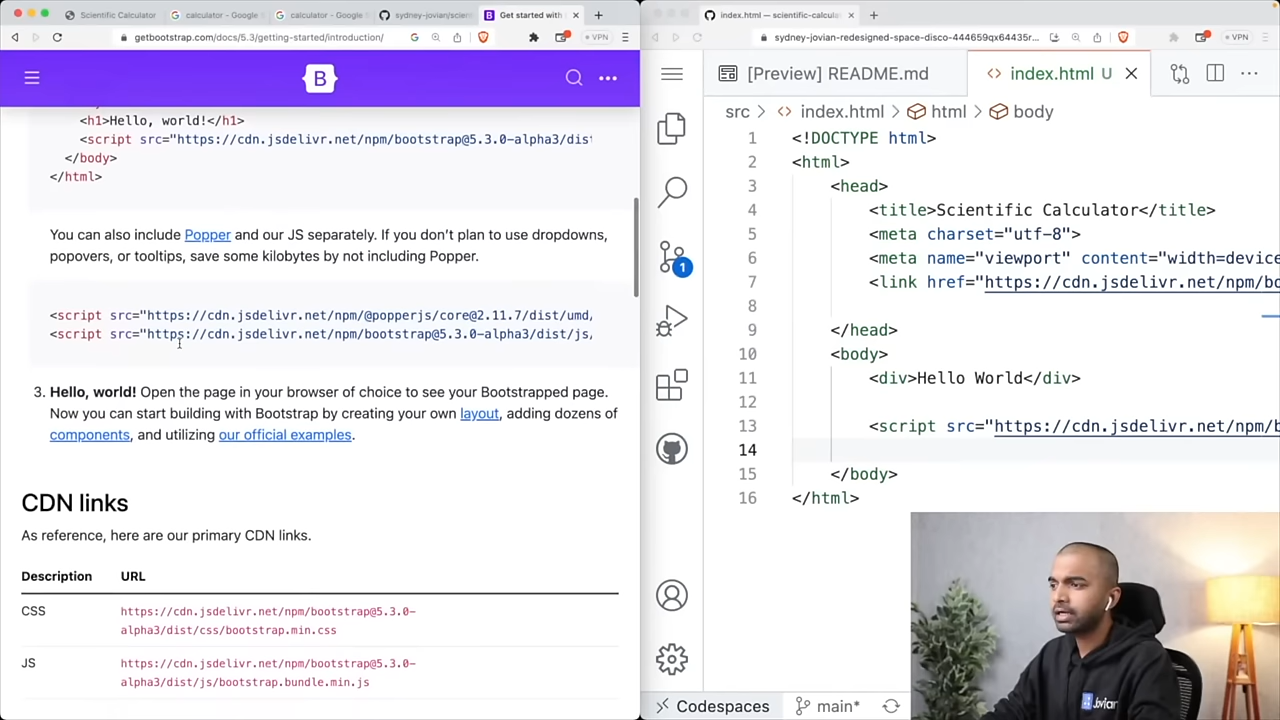 Scientific Calculator
calculator - Google
calculator - Google
sydney-jovian/scien
Get started with
getbootstrap.com/docs/5.3/getting-started/introduction/
VPN
B
<h1>Hello, world!</h1>
<script src="https://cdn.jsdelivr.net/npm/bootstrap@5.3.0-alpha3/dist
</body>
</html>
You can also include Popper and our JS separately. If you don't plan to use dropdowns,
popovers, or tooltips, save some kilobytes by not including Popper.
<script src="https://cdn.jsdelivr.net/npm/@popperjs/core@2.11.7/dist/umd,
<script src="https://cdn.jsdelivr.net/npm/bootstrap@5.3.0-alpha3/dist/js,
3. Hello, world! Open the page in your browser of choice to see your Bootstrapped page.
Now you can start building with Bootstrap by creating your own layout, adding dozens of
components, and utilizing our official examples.
CDN links
As reference, here are our primary CDN links.
Description URL
CSS https://cdn.jsdelivr.net/npm/bootstrap@5.3.0-
alpha3/dist/css/bootstrap.min.css
JS https://cdn.jsdelivr.net/npm/bootstrap@5.3.0-
alpha3/dist/js/bootstrap.bundle.min.js
index.html — scientific-calcula
sydney-jovian-redesigned-space-disco-444659qx64435r...
VPN
[Preview] README.md
index.html U
src > index.html > html > body
1 <!DOCTYPE html>
2 <html>
3 <head>
4 <title>Scientific Calculator</title>
5 <meta charset="utf-8">
6 <meta name="viewport" content="width=device
7 <link href="https://cdn.jsdelivr.net/npm/bo
8
9 </head>
10 <body>
11 <div>Hello World</div>
12
13 <script src="https://cdn.jsdelivr.net/npm/b
14
15 </body>
16 </html>
1
Codespaces
main*
Jovian